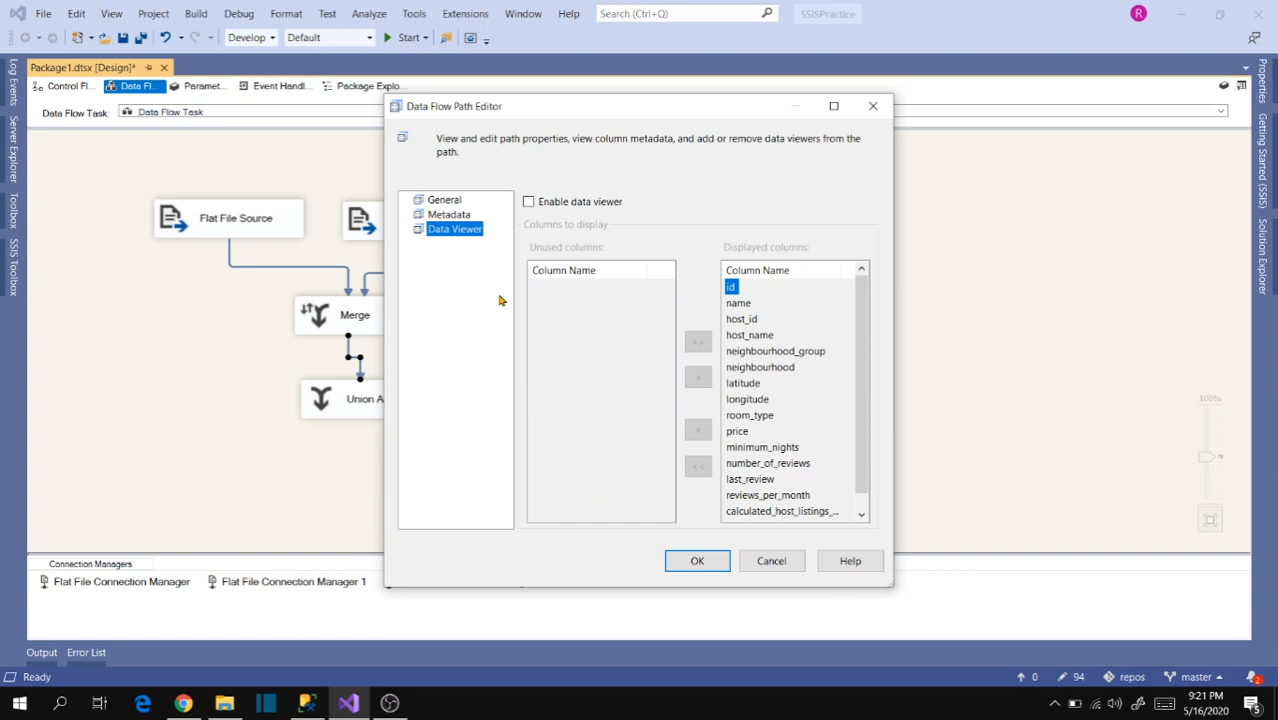 File Edit View Project Build Debug Format Test Analyze Tools Extensions Window Help Search (Ctrl+Q) SSISPractice R
Develop Default Start
Package1.dtsx [Design]*
Control Fl... Data Fl... Paramet... Event Handl... Package Explo...
Data Flow Task: Data Flow Task
Log Events
Server Explorer
Toolbox
SSIS Toolbox
Properties
Getting Started (SSIS)
Solution Explorer
Flat File Source
Merge
Union A
100%
Data Flow Path Editor
View and edit path properties, view column metadata, and add or remove data viewers from the
path.
General
Metadata
Data Viewer
Enable data viewer
Columns to display
Unused columns:
Column Name
>>
>
<
<<
Displayed columns:
Column Name
id
name
host_id
host_name
neighbourhood_group
neighbourhood
latitude
longitude
room_type
price
minimum_nights
number_of_reviews
last_review
reviews_per_month
calculated_host_listings_...
OK Cancel Help
Connection Managers
Flat File Connection Manager Flat File Connection Manager 1
Output Error List
Ready 0 94 repos master 2
9:21 PM
5/16/2020
5